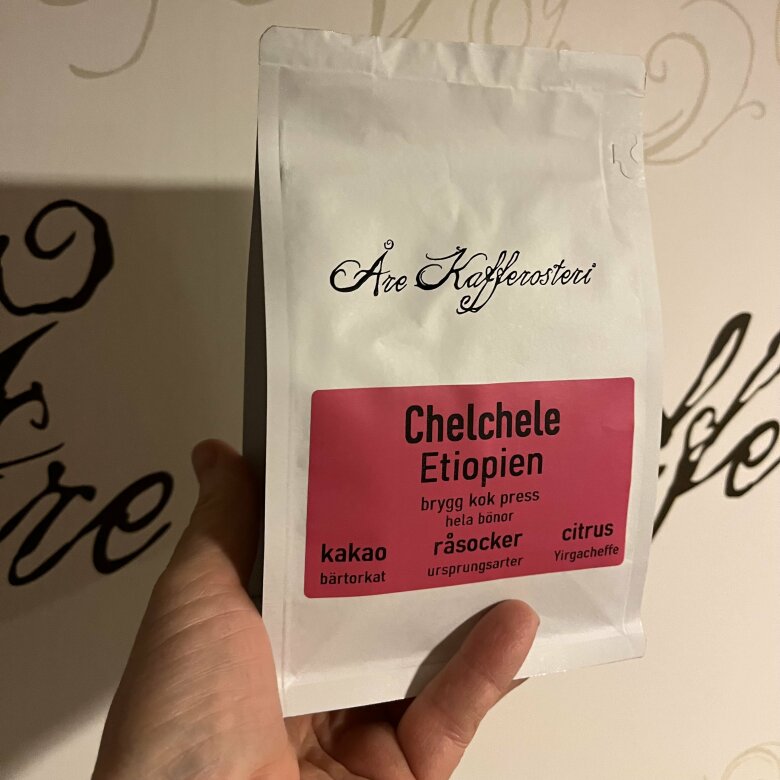 Åre Kafferosteri
Chelchele
Etiopien
brygg kok press
hela bönor
kakao råsocker citrus
bärtorkat ursprungsarter Yirgacheffe